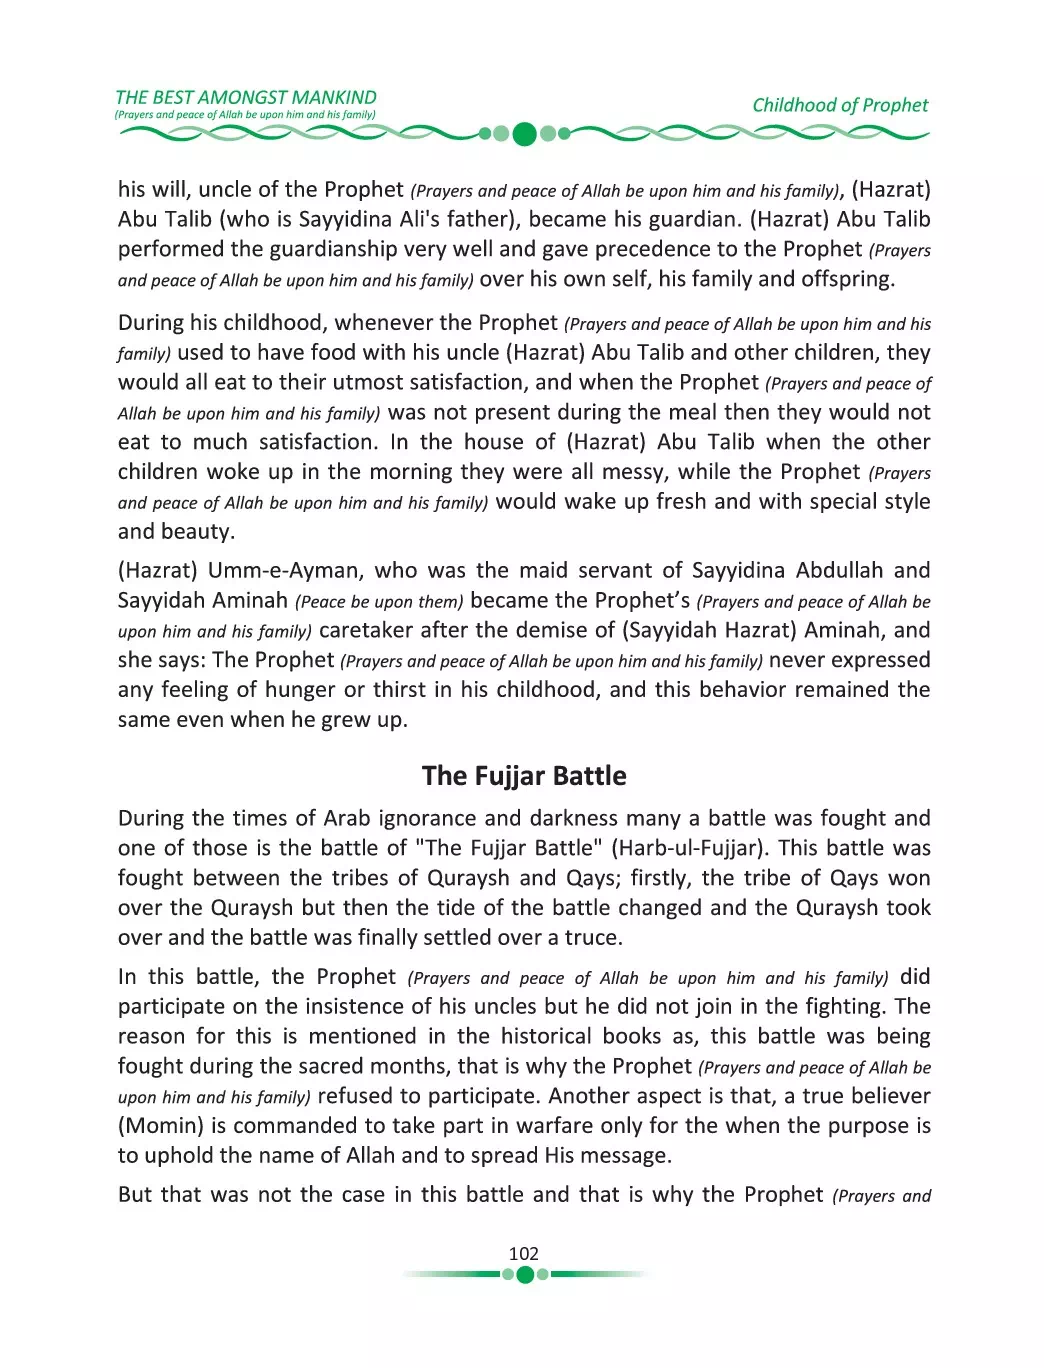 THE BEST AMONGST MANKIND
(Prayers and peace of Allah be upon him and his family)
Childhood of Prophet
his will, uncle of the Prophet (Prayers and peace of Allah be upon him and his family), (Hazrat)
Abu Talib (who is Sayyidina Ali's father), became his guardian. (Hazrat) Abu Talib
performed the guardianship very well and gave precedence to the Prophet (Prayers
and peace of Allah be upon him and his family) over his own self, his family and offspring.
During his childhood, whenever the Prophet (Prayers and peace of Allah be upon him and his
family) used to have food with his uncle (Hazrat) Abu Talib and other children, they
would all eat to their utmost satisfaction, and when the Prophet (Prayers and peace of
Allah be upon him and his family) was not present during the meal then they would not
eat to much satisfaction. In the house of (Hazrat) Abu Talib when the other
children woke up in the morning they were all messy, while the Prophet (Prayers
and peace of Allah be upon him and his family) would wake up fresh and with special style
and beauty.
(Hazrat) Umm-e-Ayman, who was the maid servant of Sayyidina Abdullah and
Sayyidah Aminah (Peace be upon them) became the Prophet’s (Prayers and peace of Allah be
upon him and his family) caretaker after the demise of (Sayyidah Hazrat) Aminah, and
she says: The Prophet (Prayers and peace of Allah be upon him and his family) never expressed
any feeling of hunger or thirst in his childhood, and this behavior remained the
same even when he grew up.
The Fujjar Battle
During the times of Arab ignorance and darkness many a battle was fought and
one of those is the battle of "The Fujjar Battle" (Harb-ul-Fujjar). This battle was
fought between the tribes of Quraysh and Qays; firstly, the tribe of Qays won
over the Quraysh but then the tide of the battle changed and the Quraysh took
over and the battle was finally settled over a truce.
In this battle, the Prophet (Prayers and peace of Allah be upon him and his family) did
participate on the insistence of his uncles but he did not join in the fighting. The
reason for this is mentioned in the historical books as, this battle was being
fought during the sacred months, that is why the Prophet (Prayers and peace of Allah be
upon him and his family) refused to participate. Another aspect is that, a true believer
(Momin) is commanded to take part in warfare only for the when the purpose is
to uphold the name of Allah and to spread His message.
But that was not the case in this battle and that is why the Prophet (Prayers and
102